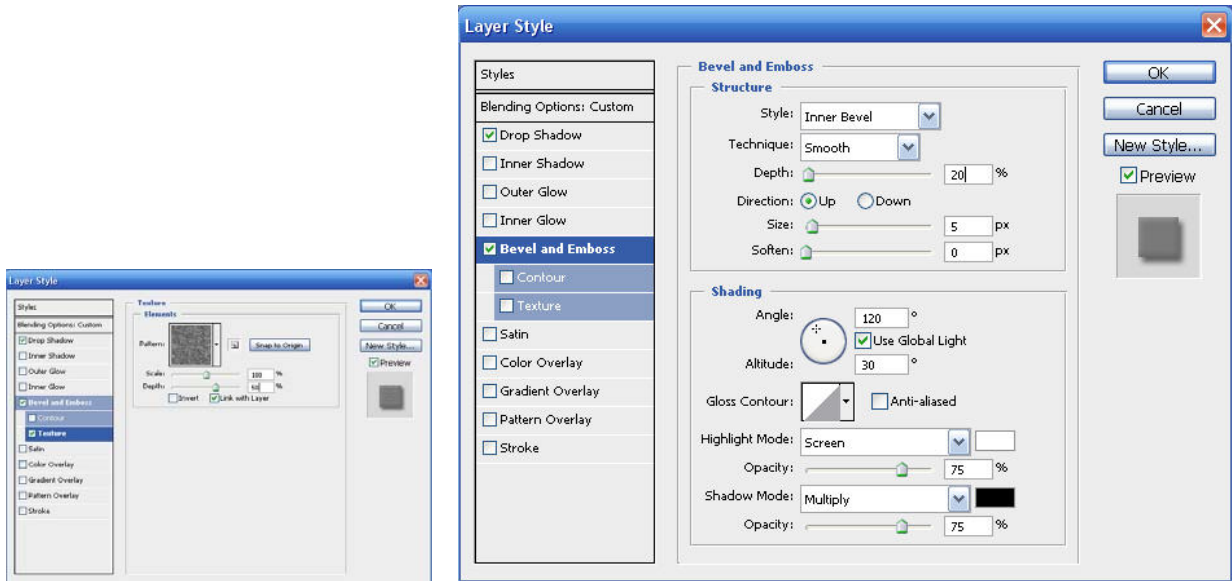 Layer Style
Styles
Blending Options: Custom
Drop Shadow
Inner Shadow
Outer Glow
Inner Glow
Bevel and Emboss
Contour
Texture
Satin
Color Overlay
Gradient Overlay
Pattern Overlay
Stroke
Texture
Elements
Pattern:
Snap to Origin
Scale: 100 %
Depth: %
Invert Link with Layer
OK
Cancel
New Style...
Preview
Layer Style
Styles
Blending Options: Custom
Drop Shadow
Inner Shadow
Outer Glow
Inner Glow
Bevel and Emboss
Contour
Texture
Satin
Color Overlay
Gradient Overlay
Pattern Overlay
Stroke
Bevel and Emboss
Structure
Style: Inner Bevel
Technique: Smooth
Depth: 20 %
Direction: Up Down
Size: 5 px
Soften: 0 px
Shading
Angle: 120 °
Use Global Light
Altitude: 30 °
Gloss Contour: Anti-aliased
Highlight Mode: Screen
Opacity: 75 %
Shadow Mode: Multiply
Opacity: 75 %
OK
Cancel
New Style...
Preview